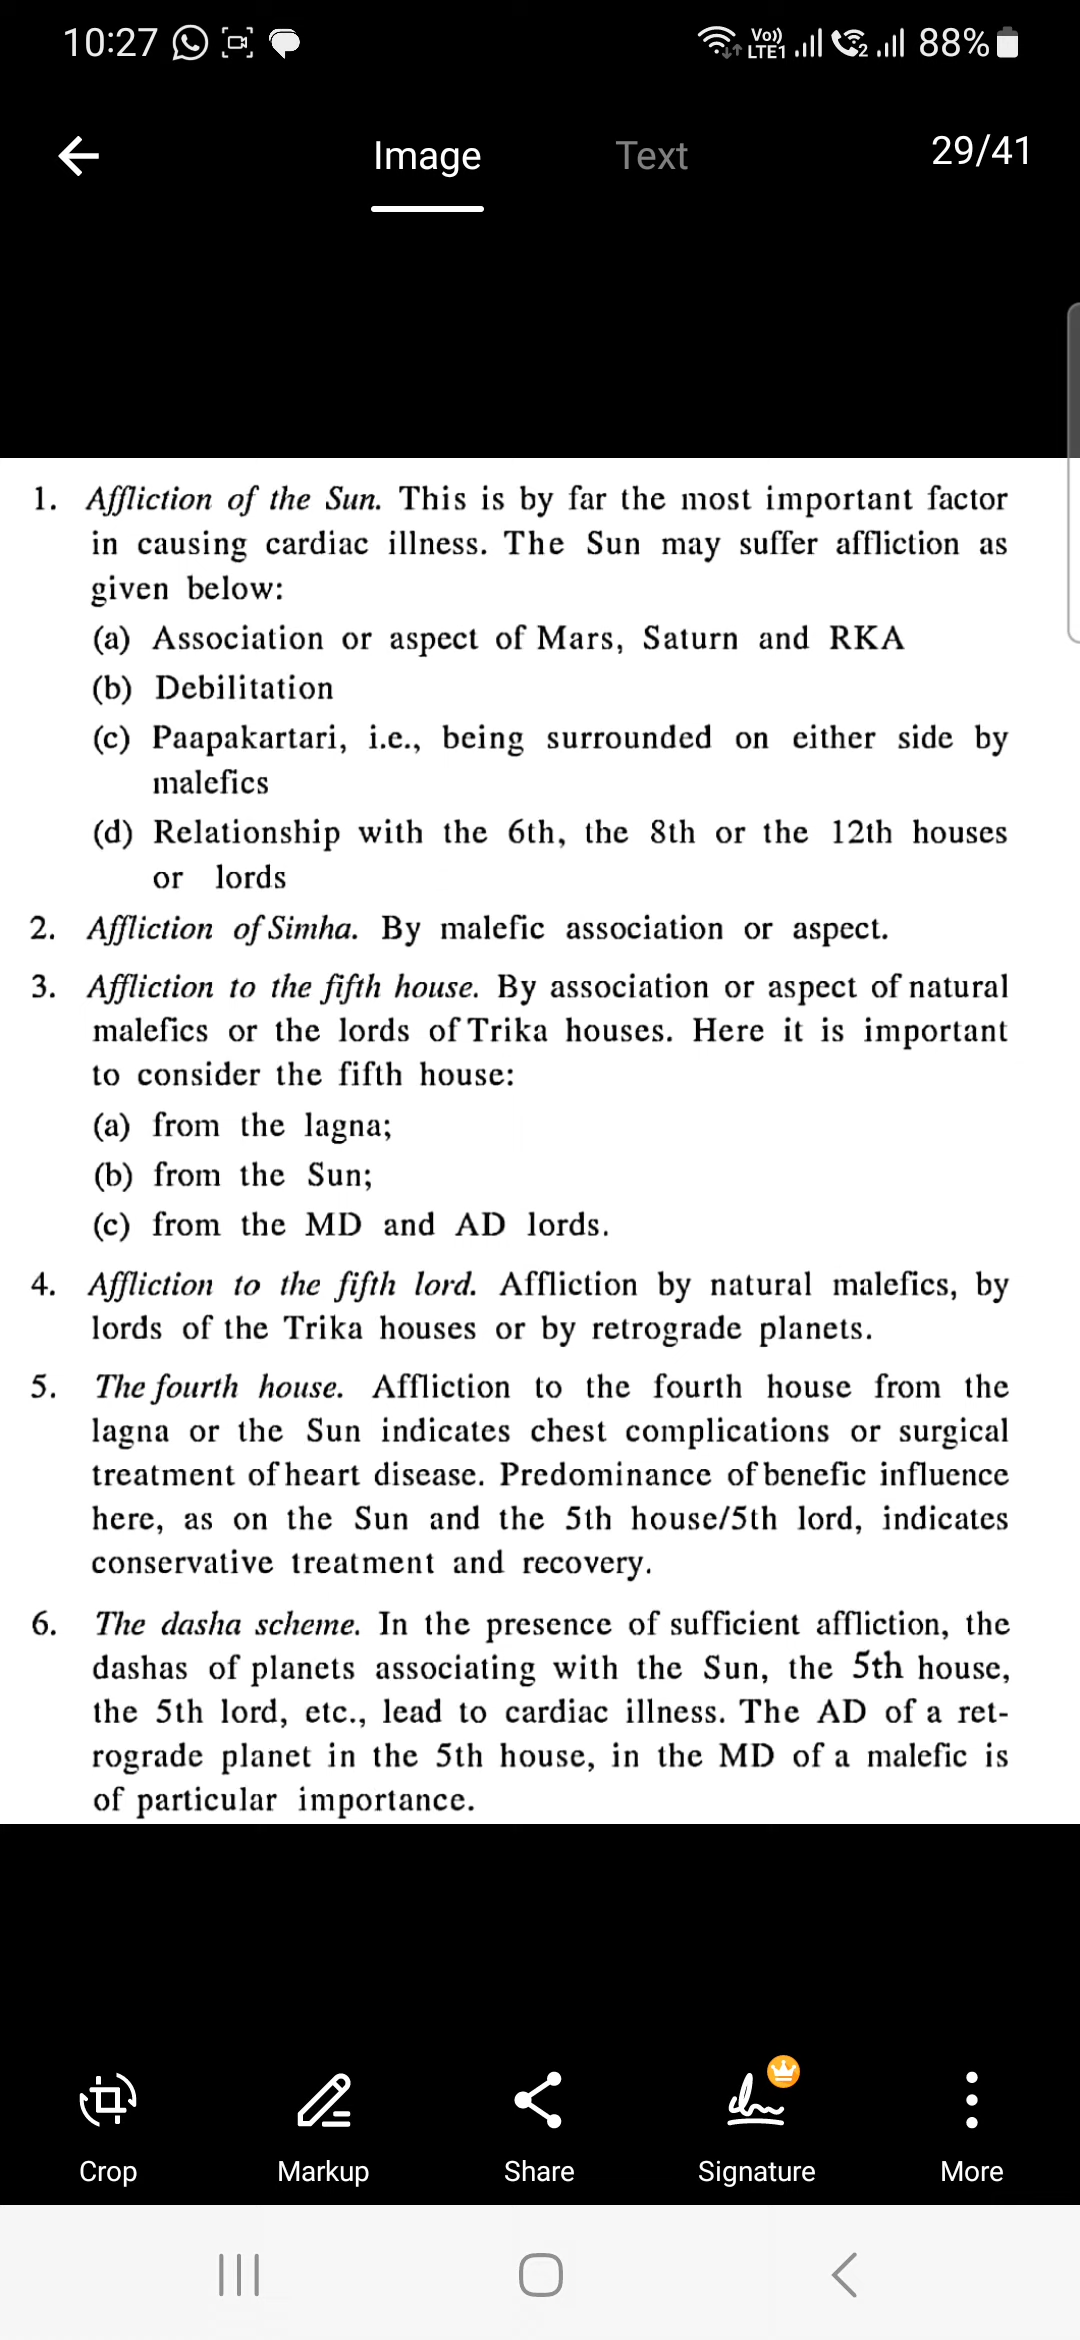 10:27
Vo))
LTE1
2
88%
Image
Text
29/41
1. Affliction of the Sun. This is by far the most important factor
in causing cardiac illness. The Sun may suffer affliction as
given below:
(a) Association or aspect of Mars, Saturn and RKA
(b) Debilitation
(c) Paapakartari, i.e., being surrounded on either side by
malefics
(d) Relationship with the 6th, the 8th or the 12th houses
or lords
2. Affliction of Simha. By malefic association or aspect.
3. Affliction to the fifth house. By association or aspect of natural
malefics or the lords of Trika houses. Here it is important
to consider the fifth house:
(a) from the lagna;
(b) from the Sun;
(c) from the MD and AD lords.
4. Affliction to the fifth lord. Affliction by natural malefics, by
lords of the Trika houses or by retrograde planets.
5. The fourth house. Affliction to the fourth house from the
lagna or the Sun indicates chest complications or surgical
treatment of heart disease. Predominance of benefic influence
here, as on the Sun and the 5th house/5th lord, indicates
conservative treatment and recovery.
6. The dasha scheme. In the presence of sufficient affliction, the
dashas of planets associating with the Sun, the 5th house,
the 5th lord, etc., lead to cardiac illness. The AD of a ret-
rograde planet in the 5th house, in the MD of a malefic is
of particular importance.
Crop
Markup
Share
Signature
More